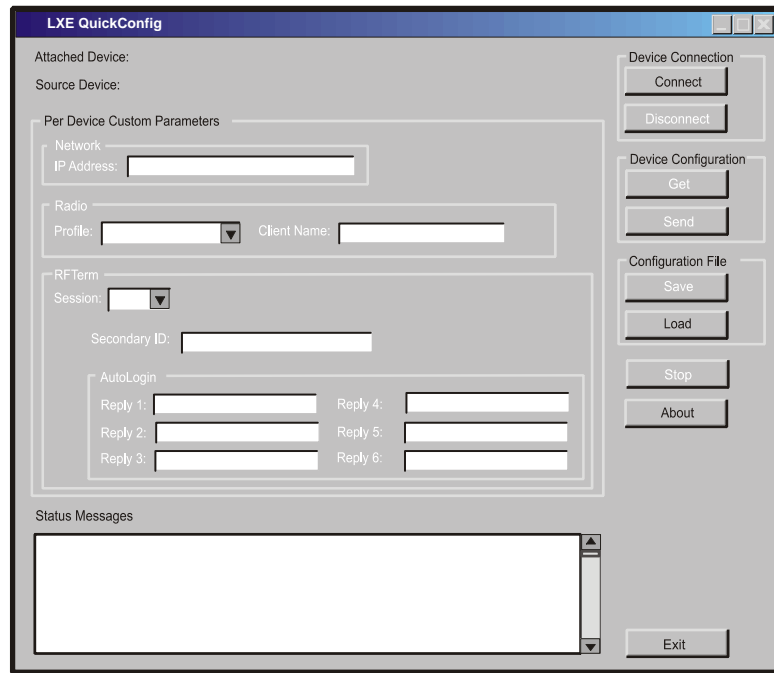 LXE QuickConfig
Attached Device:
Source Device:
Per Device Custom Parameters
Network
IP Address:
Radio
Profile:
Client Name:
RFTerm
Session:
Secondary ID:
AutoLogin
Reply 1:
Reply 4:
Reply 2:
Reply 5:
Reply 3:
Reply 6:
Status Messages
Device Connection
Connect
Disconnect
Device Configuration
Get
Send
Configuration File
Save
Load
Stop
About
Exit